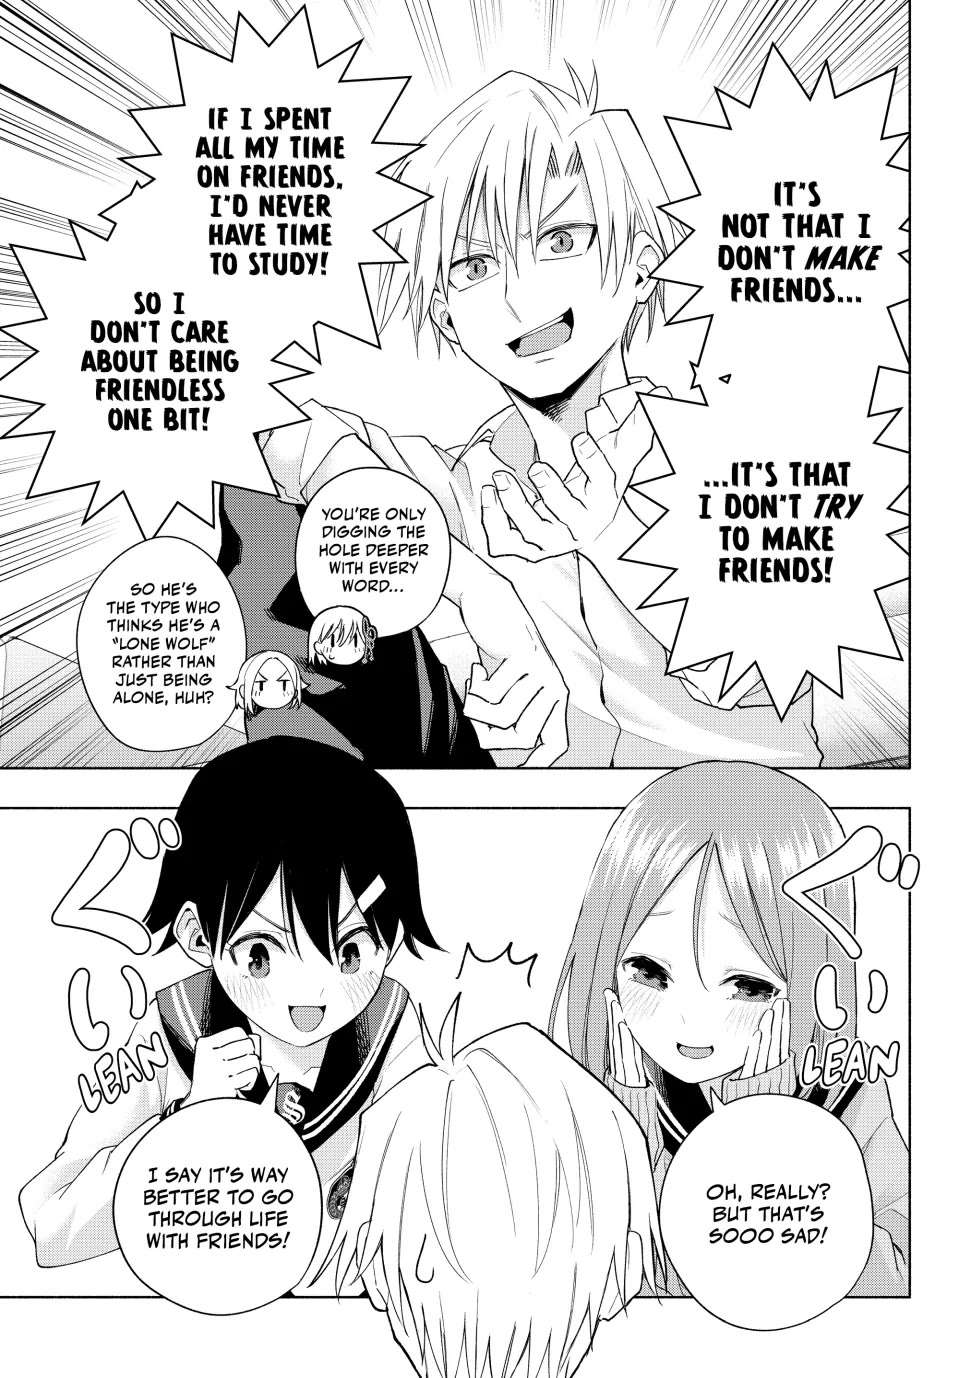 IT'S
NOT THAT I
DON'T MAKE
FRIENDS...
...IT'S THAT
I DON'T TRY
TO MAKE
FRIENDS!
IF I SPENT
ALL MY TIME
ON FRIENDS,
I'D NEVER
HAVE TIME
TO STUDY!
SO I
DON'T CARE
ABOUT BEING
FRIENDLESS
ONE BIT!
YOU'RE ONLY
DIGGING THE
HOLE DEEPER
WITH EVERY
WORD...
SO HE'S
THE TYPE WHO
THINKS HE'S A
"LONE WOLF"
RATHER THAN
JUST BEING
ALONE, HUH?
ぐいっ
LEAN
OH, REALLY?
BUT THAT'S
SOOO SAD!
ぐいっ
LEAN
S
I SAY IT'S WAY
BETTER TO GO
THROUGH LIFE
WITH FRIENDS!